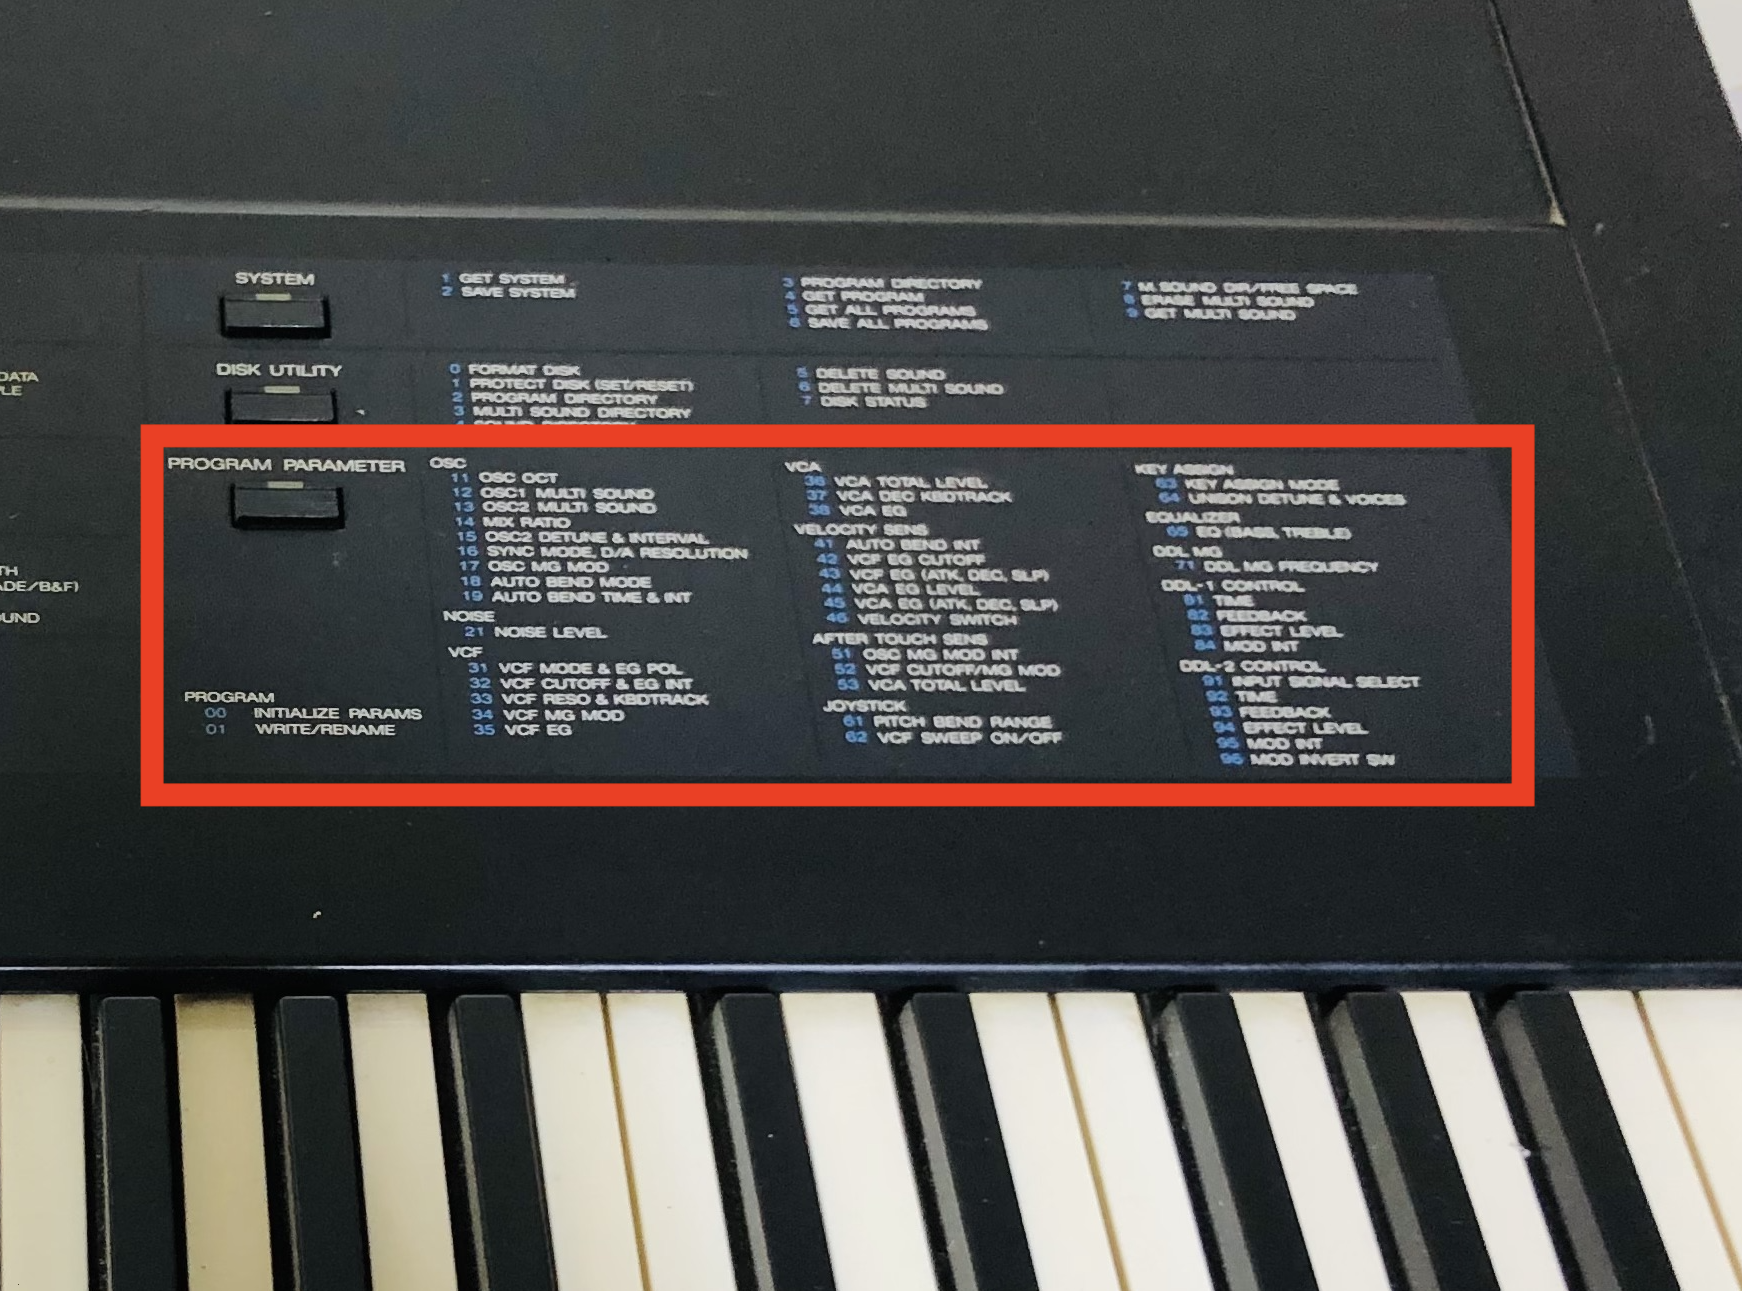 SYSTEM
1 GET SYSTEM
2 SAVE SYSTEM
3 PROGRAM DIRECTORY
4 GET PROGRAM
5 GET ALL PROGRAMS
6 SAVE ALL PROGRAMS
7 M.SOUND DIR/FREE SPACE
8 ERASE MULTI SOUND
9 GET MULTI SOUND
DATA
DISK UTILITY
0 FORMAT DISK
1 PROTECT DISK (SET/RESET)
2 PROGRAM DIRECTORY
3 MULTI SOUND DIRECTORY
5 DELETE SOUND
6 DELETE MULTI SOUND
7 DISK STATUS
PROGRAM PARAMETER
PROGRAM
00 INITIALIZE PARAMS
01 WRITE/RENAME
OSC
11 OSC OCT
12 OSC1 MULTI SOUND
13 OSC2 MULTI SOUND
14 MIX RATIO
15 OSC2 DETUNE & INTERVAL
16 SYNC MODE, D/A RESOLUTION
17 OSC MG MOD
18 AUTO BEND MODE
19 AUTO BEND TIME & INT
NOISE
21 NOISE LEVEL
VCF
31 VCF MODE & EG POL
32 VCF CUTOFF & EG INT
33 VCF RESO & KBDTRACK
34 VCF MG MOD
35 VCF EG
VCA
36 VCA TOTAL LEVEL
37 VCA DEC KBDTRACK
38 VCA EG
VELOCITY SENS
41 AUTO BEND INT
42 VCF EG CUTOFF
43 VCF EG (ATK, DEC, SLP)
44 VCA EG LEVEL
45 VCA EG (ATK, DEC, SLP)
46 VELOCITY SWITCH
AFTER TOUCH SENS
51 OSC MG MOD INT
52 VCF CUTOFF/MG MOD
53 VCA TOTAL LEVEL
JOYSTICK
61 PITCH BEND RANGE
62 VCF SWEEP ON/OFF
KEY ASSIGN
63 KEY ASSIGN MODE
64 UNISON DETUNE & VOICES
EQUALIZER
65 EQ (BASS, TREBLE)
DDL MG
71 DDL MG FREQUENCY
DDL-1 CONTROL
81 TIME
82 FEEDBACK
83 EFFECT LEVEL
84 MOD INT
DDL-2 CONTROL
91 INPUT SIGNAL SELECT
92 TIME
93 FEEDBACK
94 EFFECT LEVEL
95 MOD INT
96 MOD INVERT SW